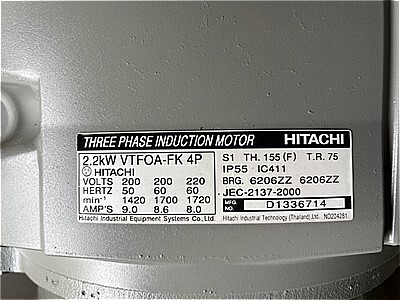 THREE PHASE INDUCTION MOTOR HITACHI
2.2kW VTFOA-FK 4P
HITACHI
VOLTS 200 200 220
HERTZ 50 60 60
min⁻¹ 1420 1700 1720
AMP'S 9.0 8.6 8.0
Hitachi Industrial Equipment Systems Co., Ltd.
S1 TH. 155 (F) T.R. 75
IP55 IC411
BRG. 6206ZZ 6206ZZ
JEC-2137-2000
MFG. NO. D1336714
Hitachi Industrial Technology (Thailand), Ltd. ND204261